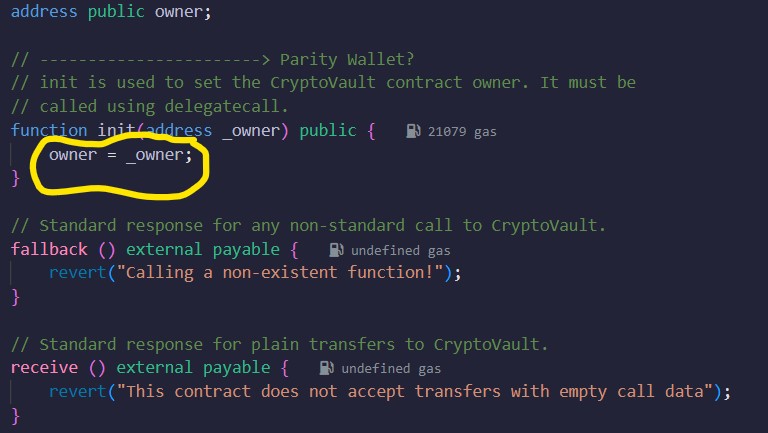 address public owner;
// -----------------------> Parity Wallet?
// init is used to set the CryptoVault contract owner. It must be
// called using delegatecall.
function init(address _owner) public { 21079 gas
owner = _owner;
}
// Standard response for any non-standard call to CryptoVault.
fallback () external payable { undefined gas
revert("Calling a non-existent function!");
}
// Standard response for plain transfers to CryptoVault.
receive () external payable { undefined gas
revert("This contract does not accept transfers with empty call data");
}